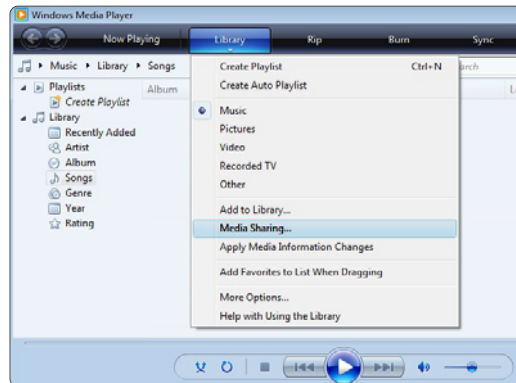 Windows Media Player
Now Playing Library Rip Burn Sync
Music Library Songs
Create Playlist Ctrl+N
Create Auto Playlist
Music
Pictures
Video
Recorded TV
Other
Add to Library...
Media Sharing...
Apply Media Information Changes
Add Favorites to List When Dragging
More Options...
Help with Using the Library
Playlists
Create Playlist
Library
Recently Added
Artist
Album
Songs
Genre
Year
Rating
Album